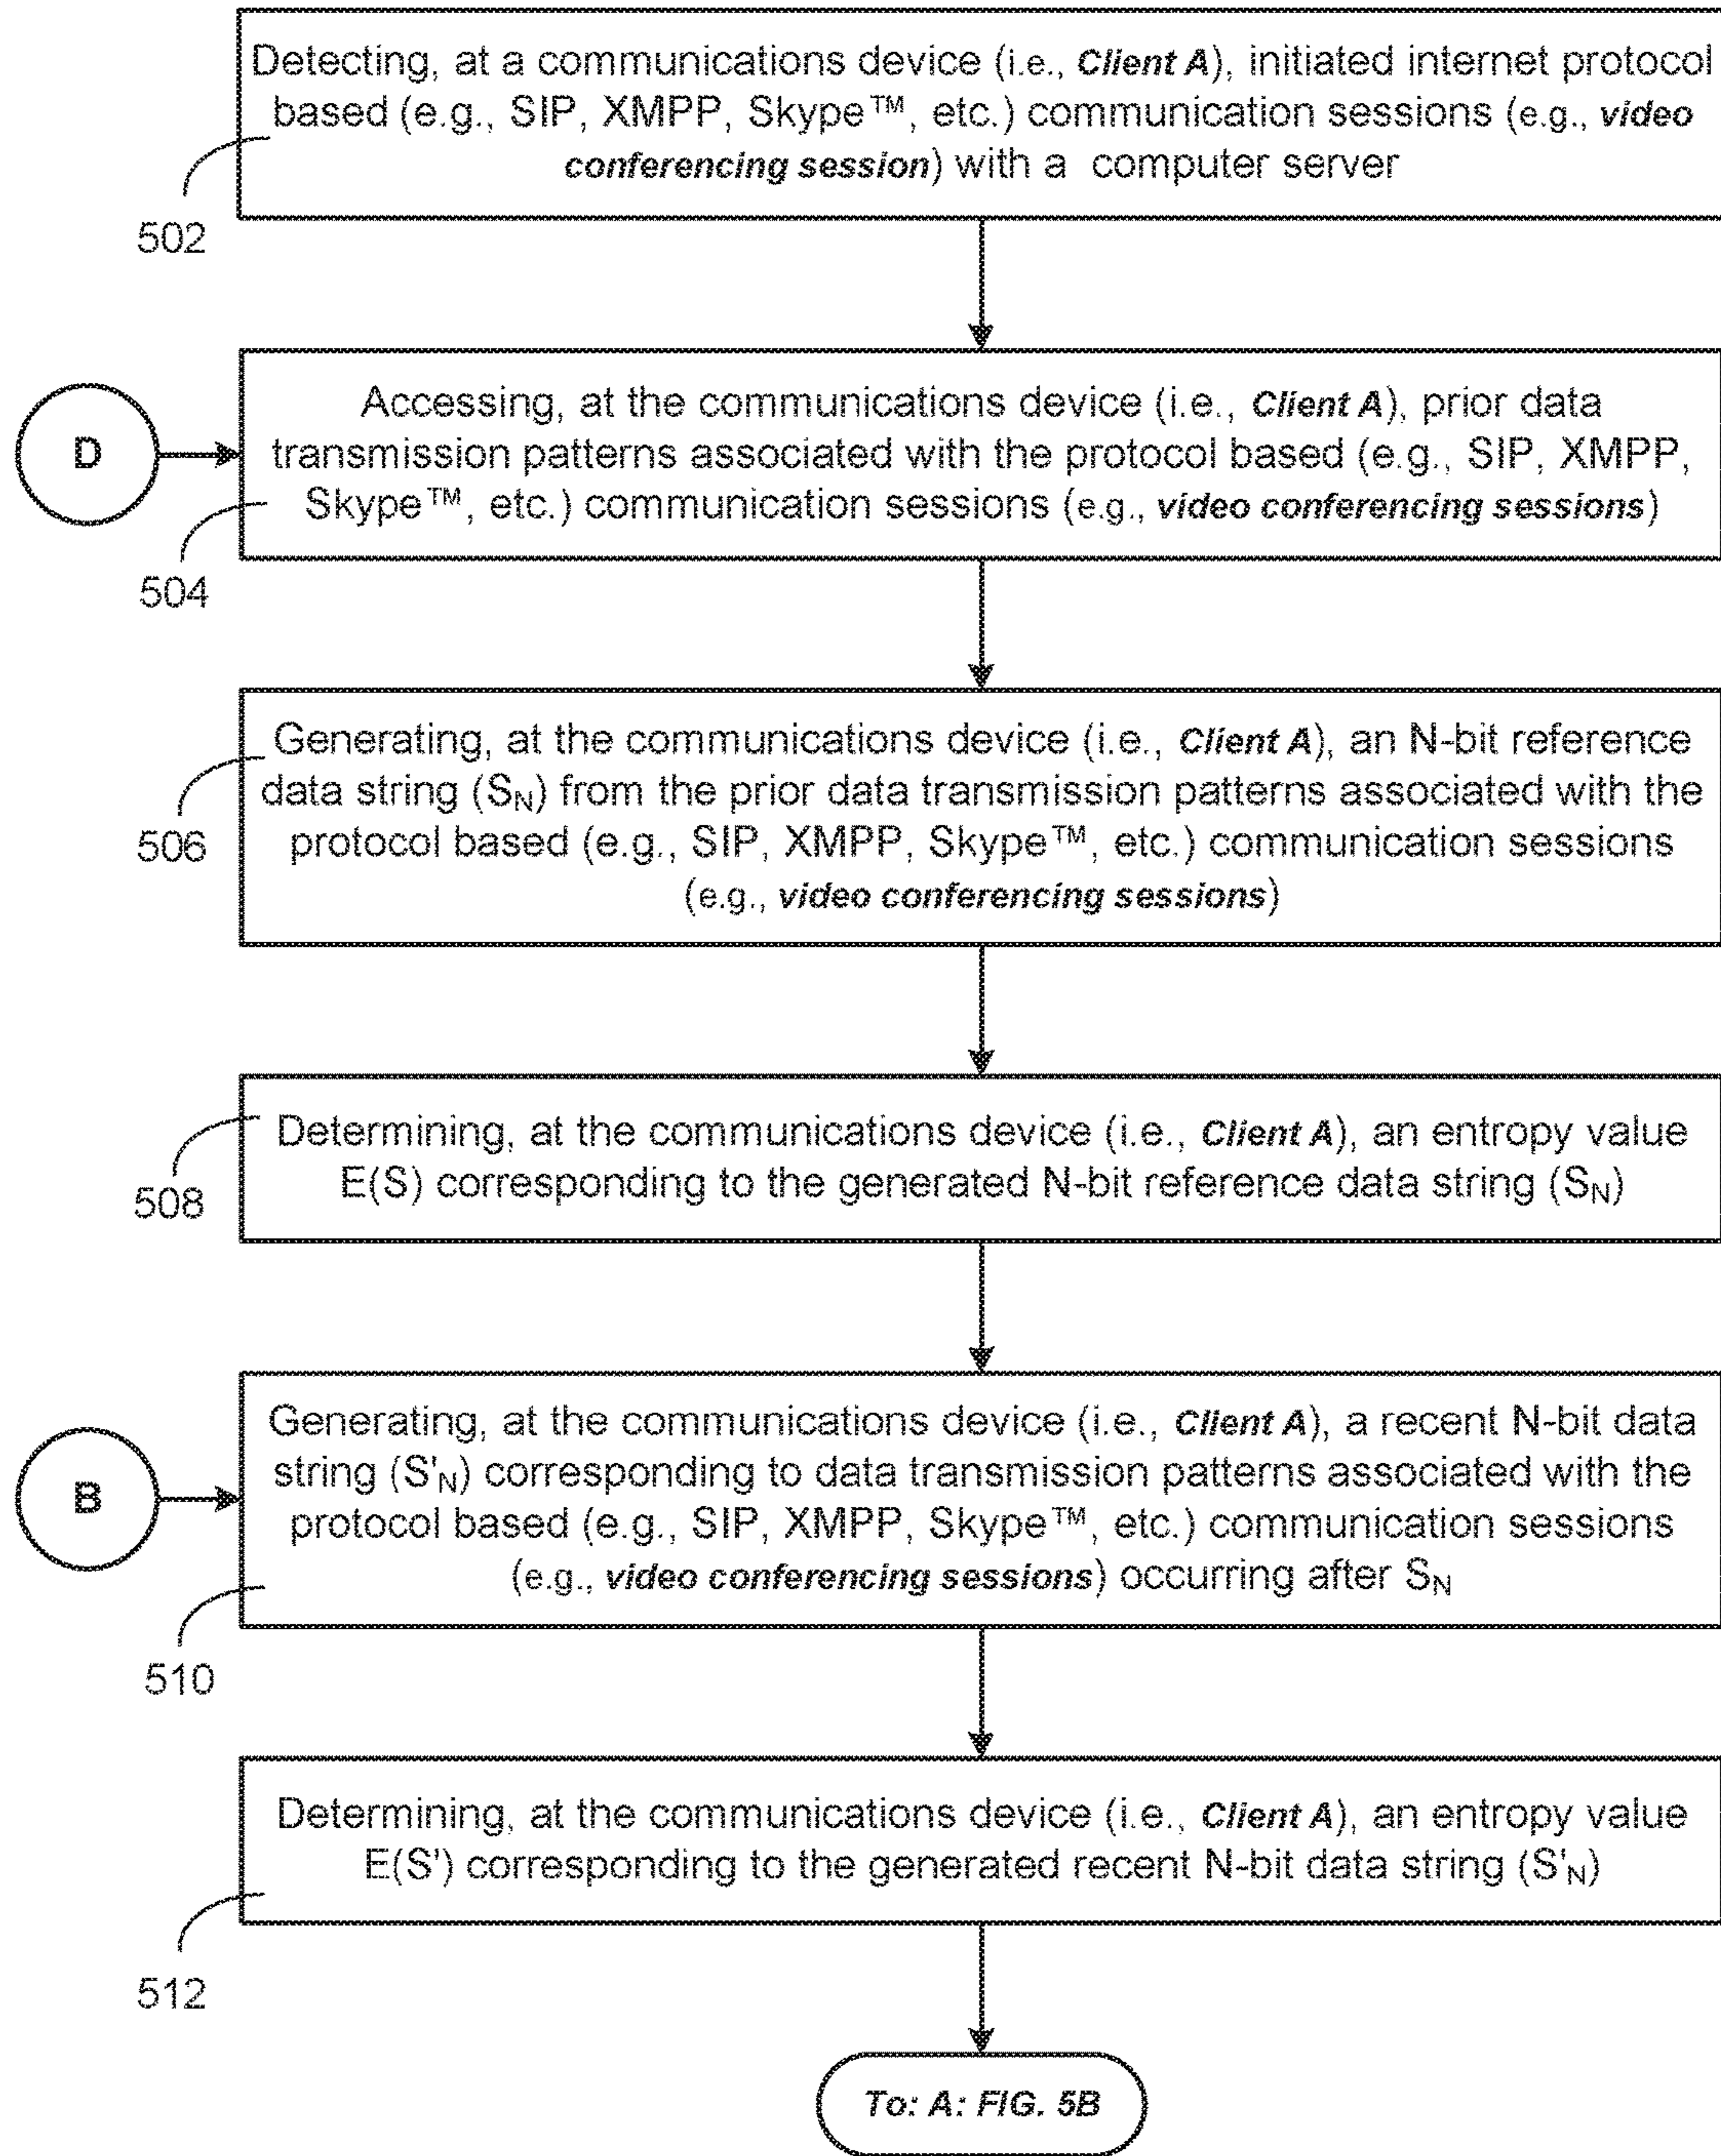 Detecting, at a communications device (i.e., Client A), initiated internet protocol
based (e.g., SIP, XMPP, Skype™, etc.) communication sessions (e.g., video
conferencing session) with a computer server
502
Accessing, at the communications device (i.e., Client A), prior data
transmission patterns associated with the protocol based (e.g., SIP, XMPP,
Skype™, etc.) communication sessions (e.g., video conferencing sessions)
D
504
Generating, at the communications device (i.e., Client A), an N-bit reference
data string (S_N) from the prior data transmission patterns associated with the
protocol based (e.g., SIP, XMPP, Skype™, etc.) communication sessions
(e.g., video conferencing sessions)
506
Determining, at the communications device (i.e., Client A), an entropy value
E(S) corresponding to the generated N-bit reference data string (S_N)
508
Generating, at the communications device (i.e., Client A), a recent N-bit data
string (S'_N) corresponding to data transmission patterns associated with the
protocol based (e.g., SIP, XMPP, Skype™, etc.) communication sessions
(e.g., video conferencing sessions) occurring after S_N
B
510
Determining, at the communications device (i.e., Client A), an entropy value
E(S') corresponding to the generated recent N-bit data string (S'_N)
512
To: A: FIG. 5B